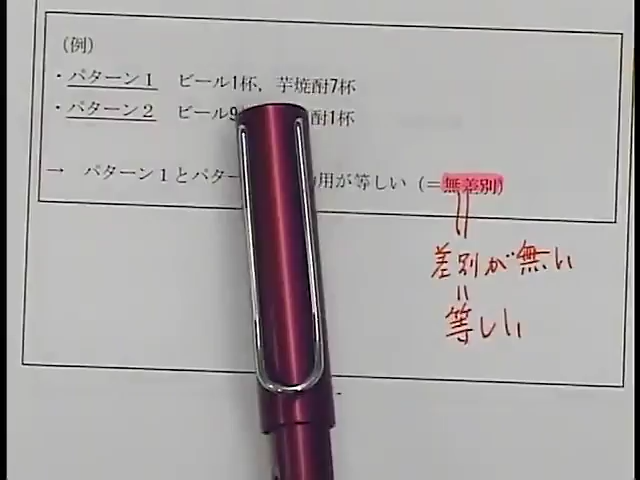 (例)
・パターン1 ビール1杯，芋焼酎7杯
・パターン2 ビール9 酎1杯
→ パターン1とパター 用が等しい (=無差別)
||
差別が無い
||
等しい